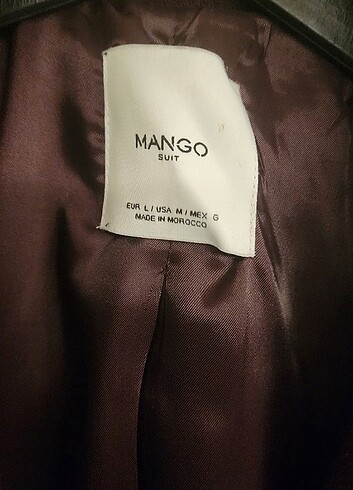 MANGO
SUIT
EUR L / USA M / MEX G
MADE IN MOROCCO